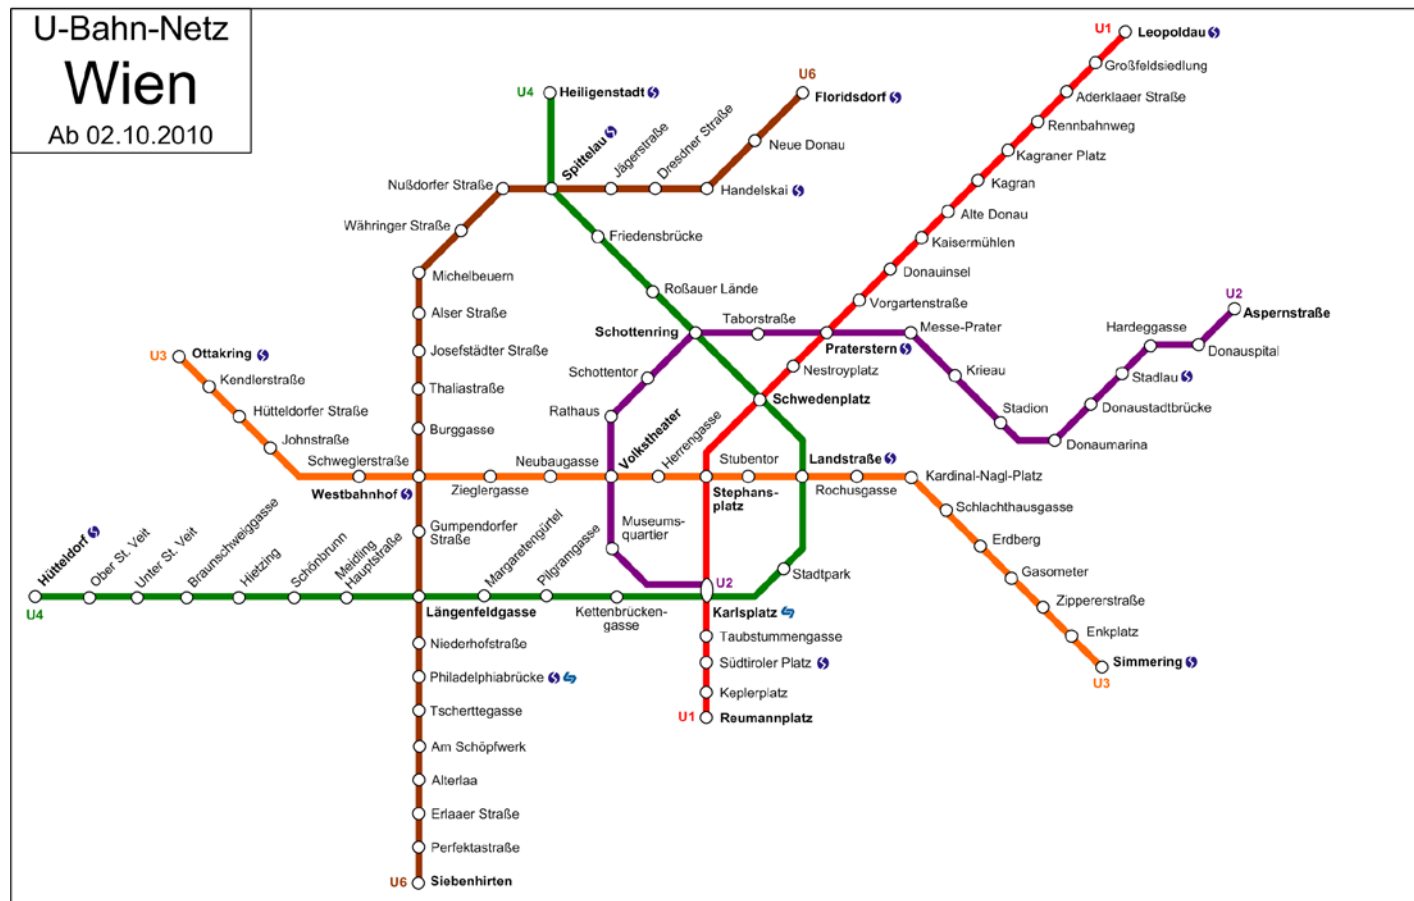 U-Bahn-Netz
Wien
Ab 02.10.2010
U1
Leopoldau
Großfeldsiedlung
Aderklaaer Straße
Rennbahnweg
Kagraner Platz
Kagran
Alte Donau
Kaisermühlen
Donauinsel
Vorgartenstraße
Praterstern
Nestroyplatz
Schwedenplatz
Stephans-
platz
Karlsplatz
Taubstummengasse
Südtiroler Platz
Keplerplatz
U1
Reumannplatz
U4
Heiligenstadt
Spittelau
Friedensbrücke
Roßauer Lände
Schottenring
Landstraße
Stadtpark
Kettenbrücken-
gasse
Pilgramgasse
Margaretengürtel
Längenfeldgasse
Meidling
Hauptstraße
Schönbrunn
Hietzing
Braunschweiggasse
Unter St. Veit
Ober St. Veit
Hütteldorf
U4
U6
Floridsdorf
Neue Donau
Handelskai
Dresdner Straße
Jägerstraße
Nußdorfer Straße
Währinger Straße
Michelbeuern
Alser Straße
Josefstädter Straße
Thaliastraße
Burggasse
Westbahnhof
Gumpendorfer
Straße
Niederhofstraße
Philadelphiabrücke
Tscherttegasse
Am Schöpfwerk
Alterlaa
Erlaaer Straße
Perfektastraße
U6
Siebenhirten
U3
Ottakring
Kendlerstraße
Hütteldorfer Straße
Johnstraße
Schweglerstraße
Zieglergasse
Neubaugasse
Volkstheater
Herrengasse
Stubentor
Rochusgasse
Kardinal-Nagl-Platz
Schlachthausgasse
Erdberg
Gasometer
Zippererstraße
Enkplatz
Simmering
U3
U2
Aspernstraße
Donauspital
Hardeggasse
Stadlau
Donaustadtbrücke
Donaumarina
Stadion
Krieau
Messe-Prater
Taborstraße
Schottentor
Rathaus
Museums-
quartier
U2